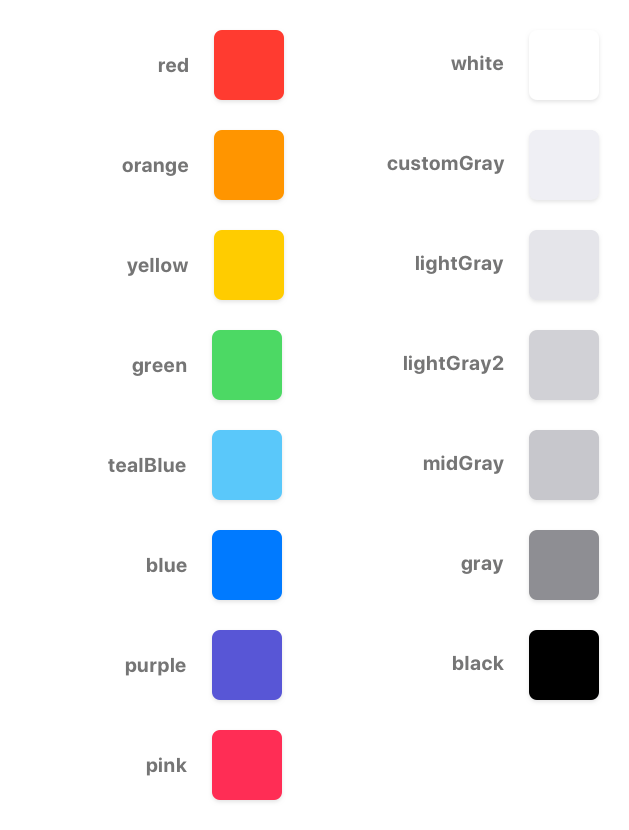 red
orange
yellow
green
tealBlue
blue
purple
pink
white
customGray
lightGray
lightGray2
midGray
gray
black